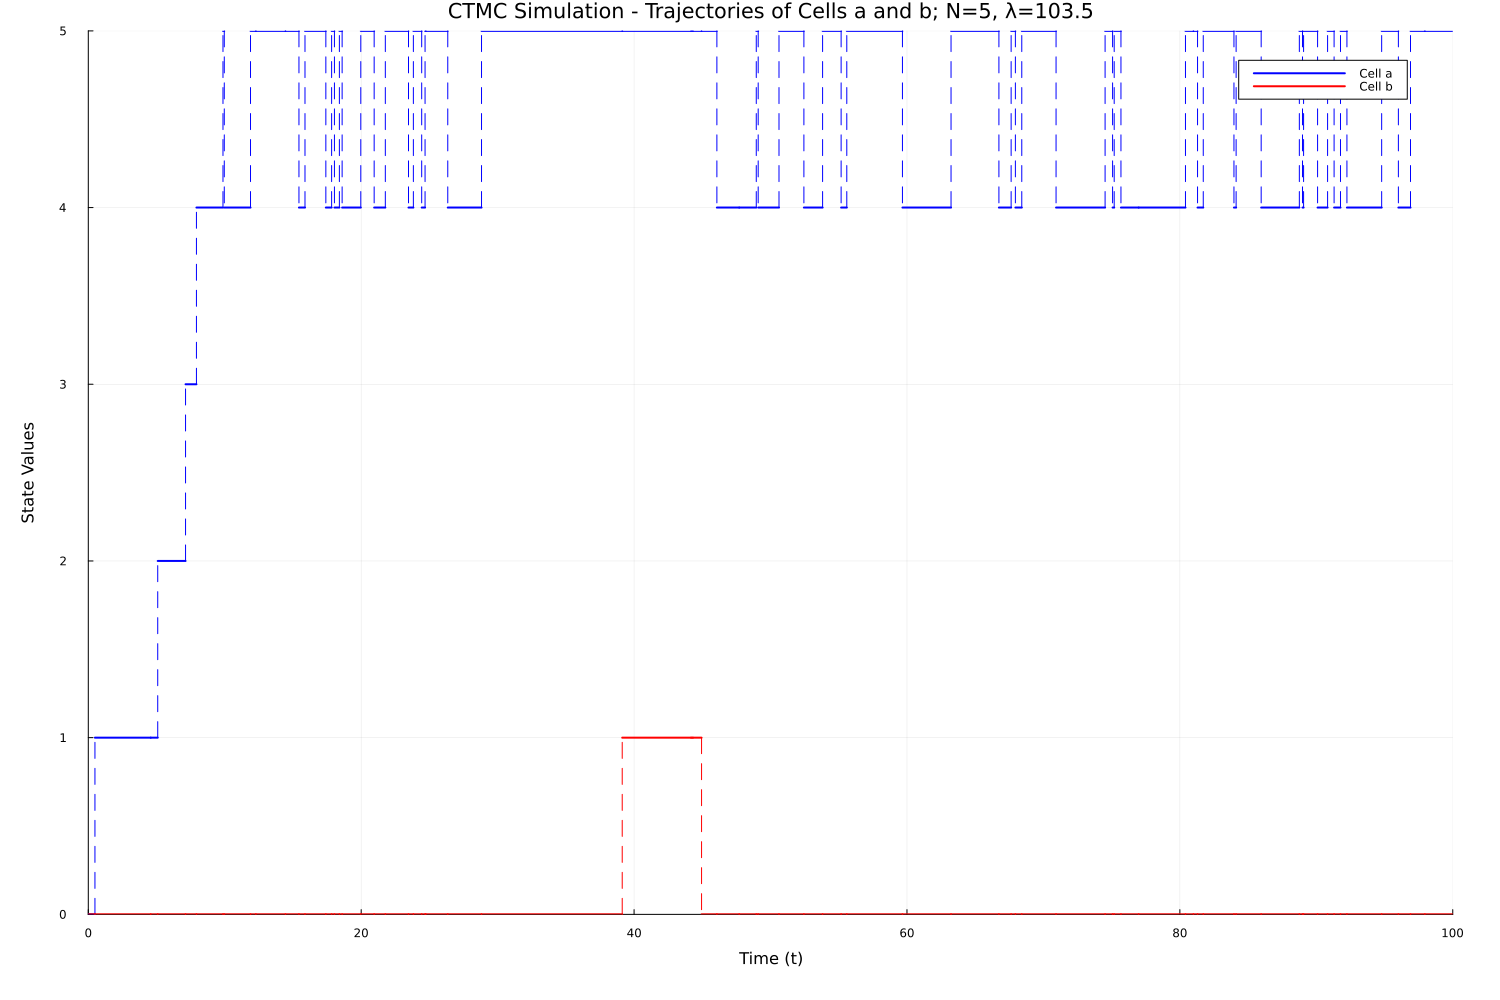 CTMC Simulation - Trajectories of Cells a and b; N=5, λ=103.5
5
Cell a
Cell b
4
3
State Values
2
1
0
0 20 40 60 80 100
Time (t)